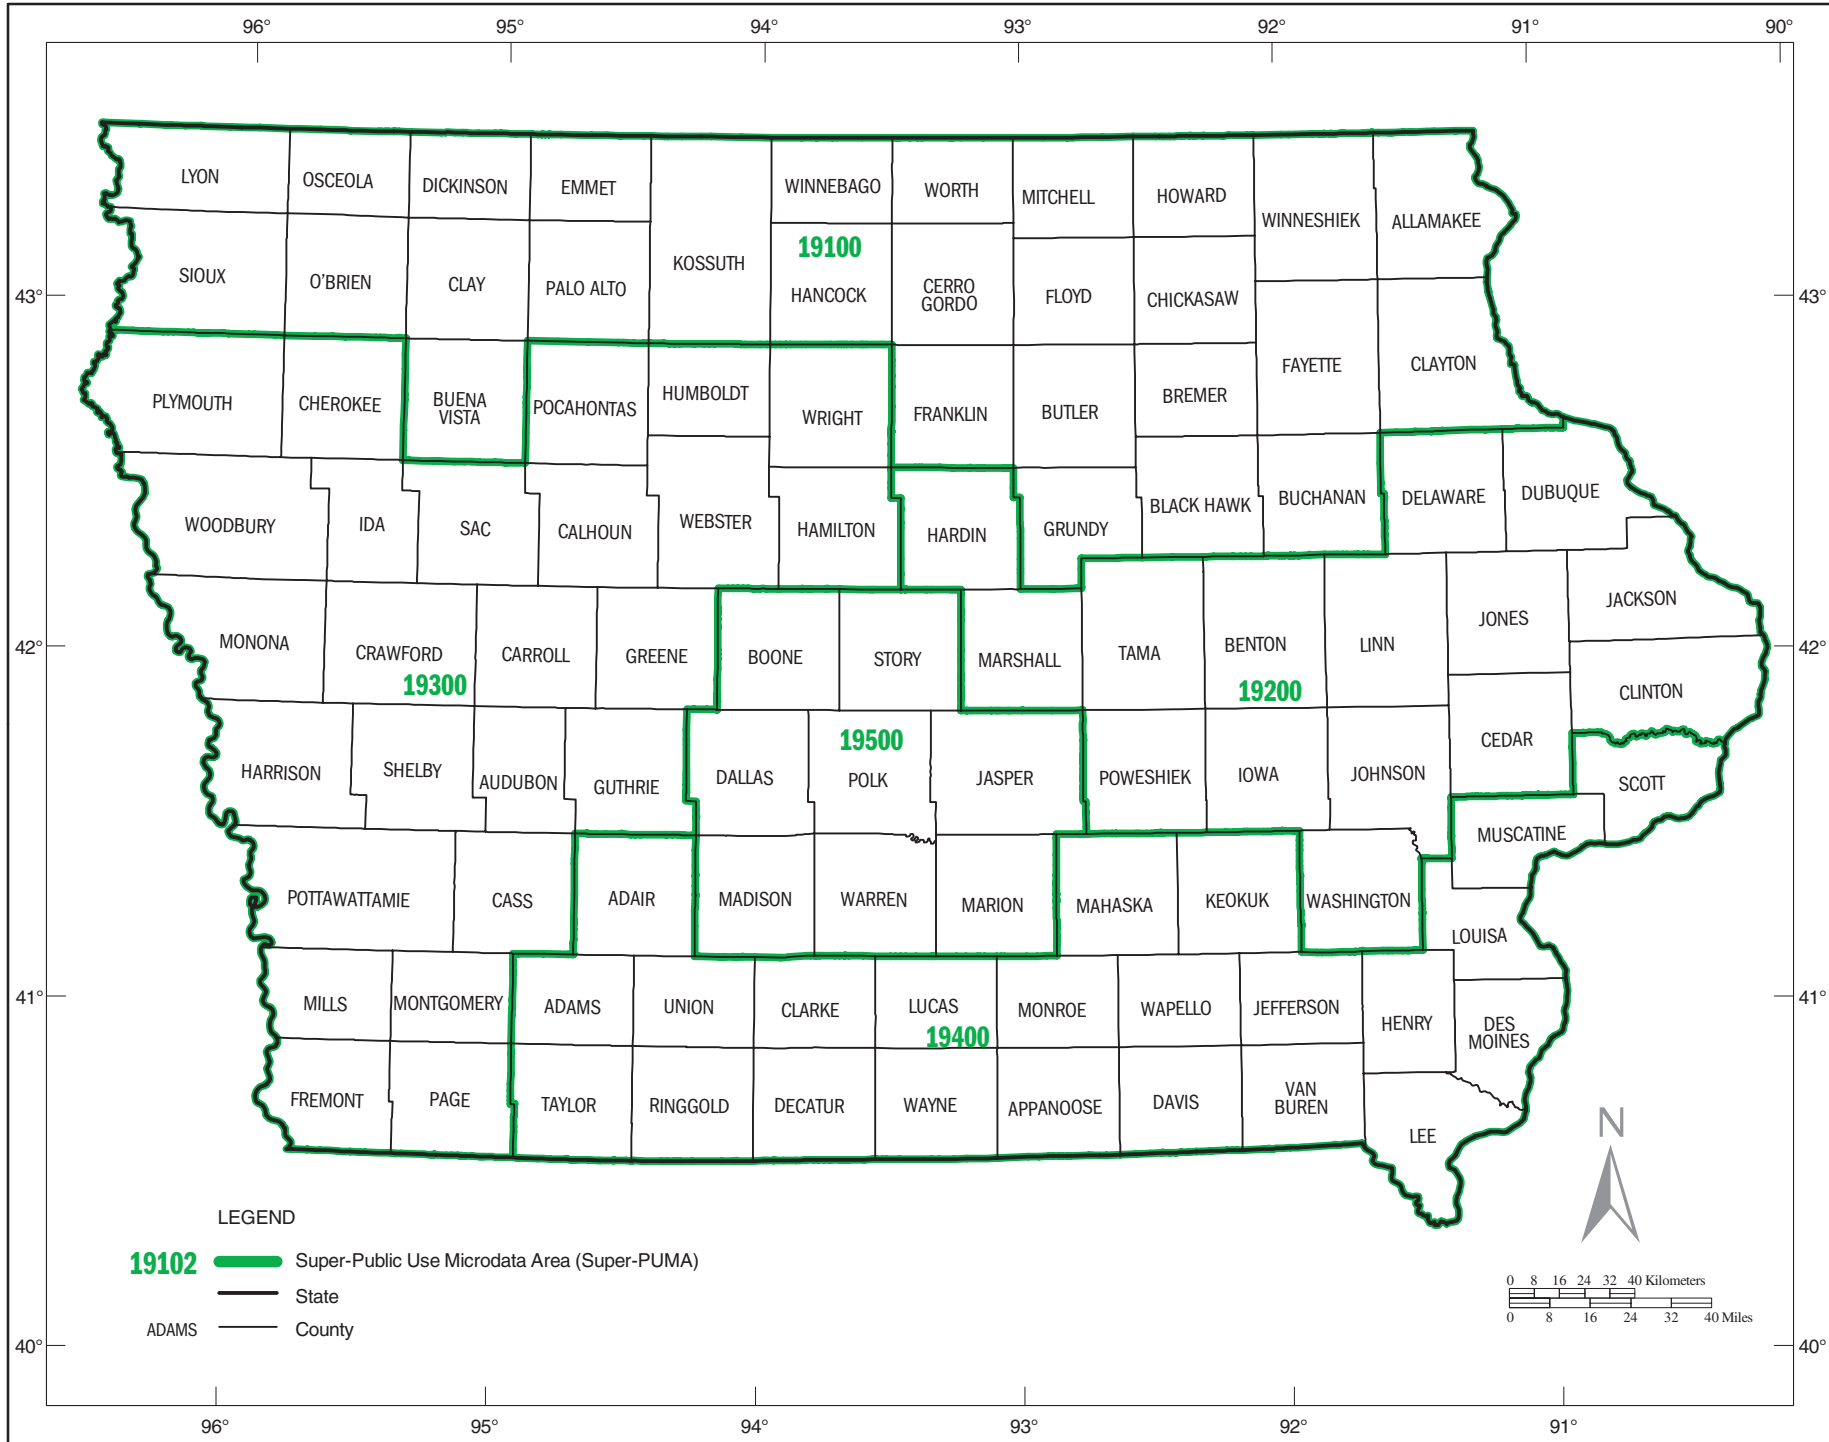 96° 95° 94° 93° 92° 91° 90°
LYON OSCEOLA DICKINSON EMMET WINNEBAGO WORTH MITCHELL HOWARD
WINNESHIEK ALLAMAKEE
19100
SIOUX O'BRIEN CLAY PALO ALTO KOSSUTH HANCOCK CERRO
GORDO FLOYD CHICKASAW
43° 43°
PLYMOUTH CHEROKEE BUENA
VISTA POCAHONTAS HUMBOLDT WRIGHT FRANKLIN BUTLER BREMER FAYETTE CLAYTON
WOODBURY IDA SAC CALHOUN WEBSTER HAMILTON HARDIN GRUNDY BLACK HAWK BUCHANAN DELAWARE DUBUQUE
42° 42°
MONONA CRAWFORD CARROLL GREENE BOONE STORY MARSHALL TAMA BENTON LINN JONES JACKSON
19300 19200
CLINTON
19500
HARRISON SHELBY AUDUBON GUTHRIE DALLAS POLK JASPER POWESHIEK IOWA JOHNSON CEDAR SCOTT
MUSCATINE
POTTAWATTAMIE CASS ADAIR MADISON WARREN MARION MAHASKA KEOKUK WASHINGTON
LOUISA
41° 41°
MILLS MONTGOMERY ADAMS UNION CLARKE LUCAS MONROE WAPELLO JEFFERSON HENRY DES
MOINES
19400
FREMONT PAGE TAYLOR RINGGOLD DECATUR WAYNE APPANOOSE DAVIS VAN
BUREN
LEE
N
LEGEND
19102 Super-Public Use Microdata Area (Super-PUMA)
State
ADAMS County
0 8 16 24 32 40 Kilometers
0 8 16 24 32 40 Miles
40° 40°
96° 95° 94° 93° 92° 91°